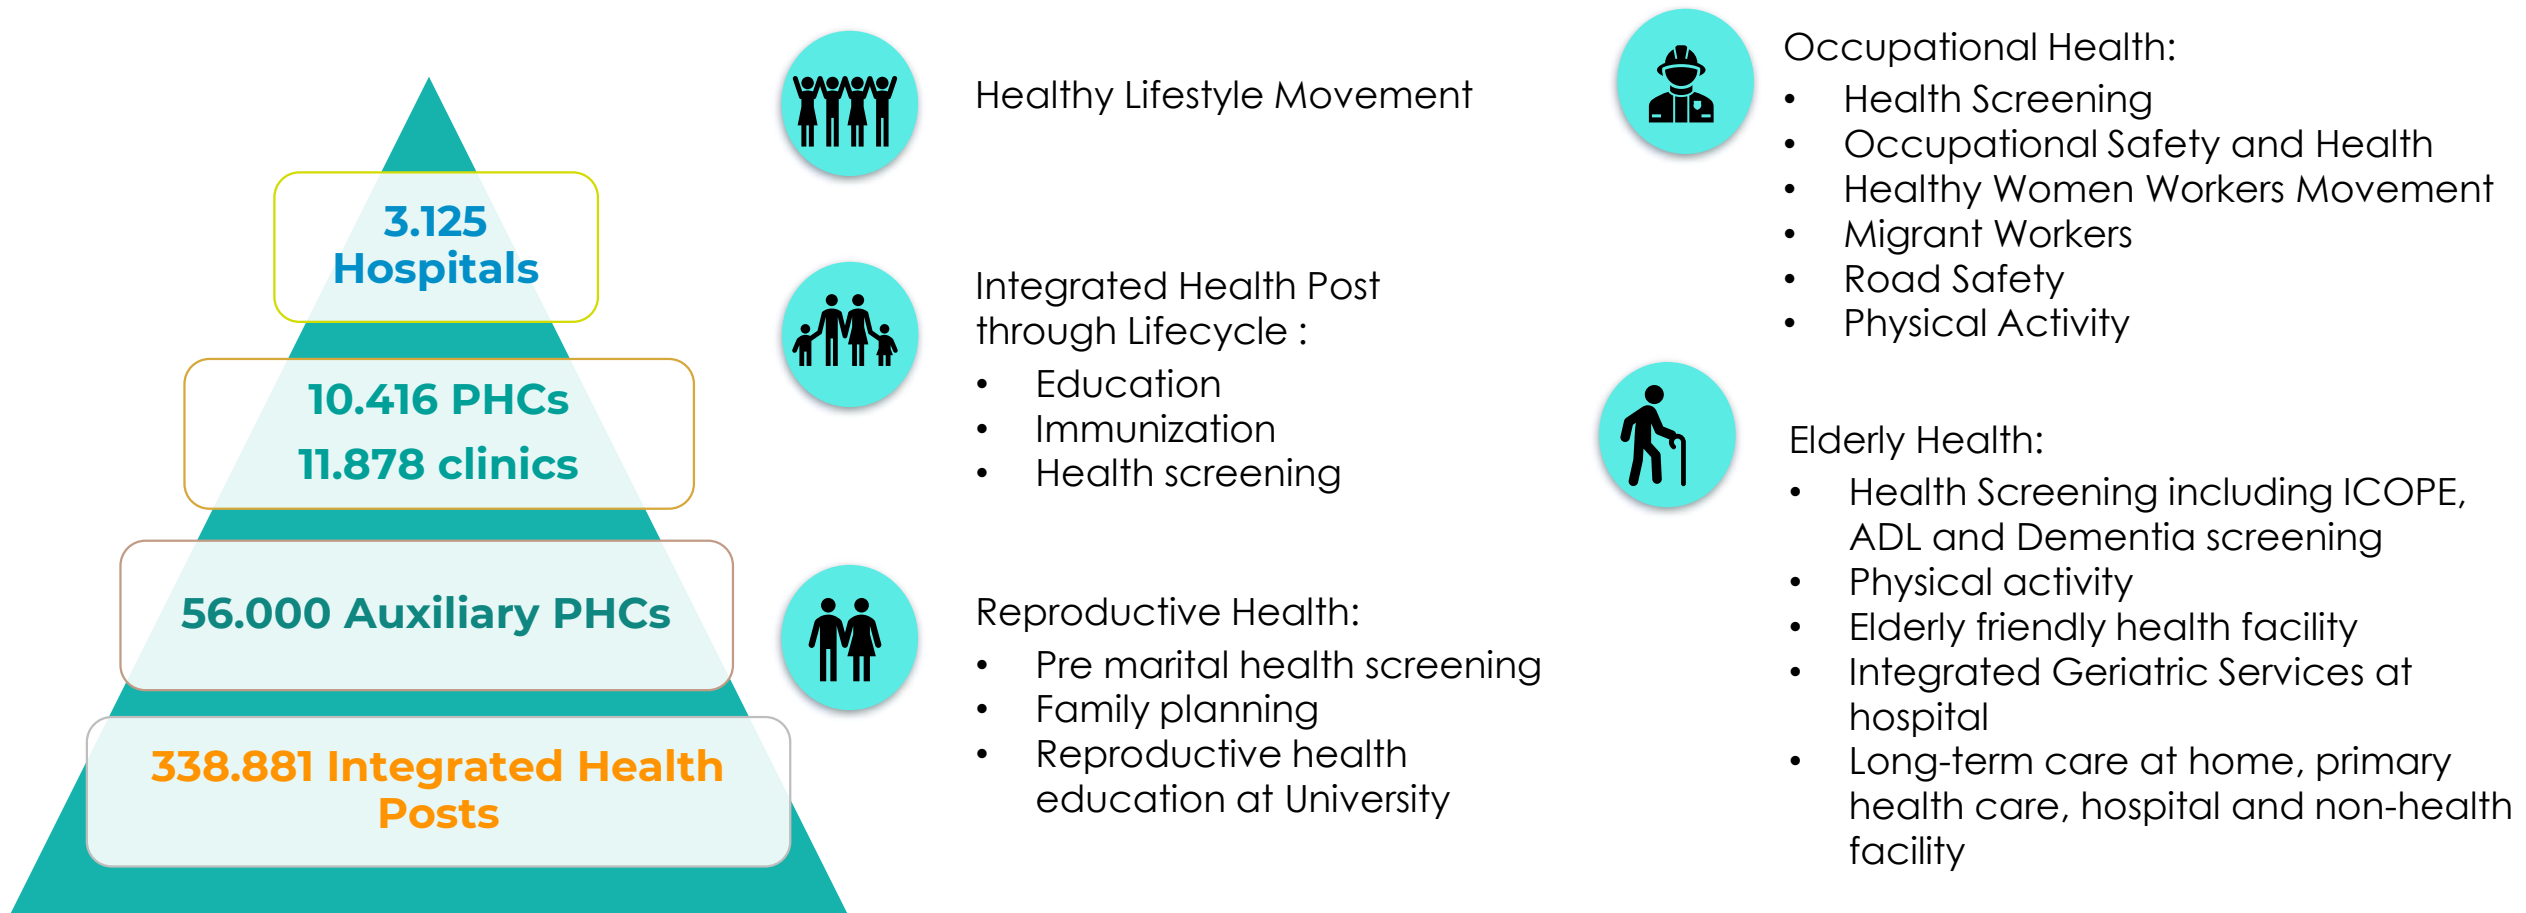 3.125
Hospitals
10.416 PHCs
11.878 clinics
56.000 Auxiliary PHCs
338.881 Integrated Health
Posts
Healthy Lifestyle Movement
Integrated Health Post
through Lifecycle :
• Education
• Immunization
• Health screening
Reproductive Health:
• Pre marital health screening
• Family planning
• Reproductive health
education at University
Occupational Health:
• Health Screening
• Occupational Safety and Health
• Healthy Women Workers Movement
• Migrant Workers
• Road Safety
• Physical Activity
Elderly Health:
• Health Screening including ICOPE,
ADL and Dementia screening
• Physical activity
• Elderly friendly health facility
• Integrated Geriatric Services at
hospital
• Long-term care at home, primary
health care, hospital and non-health
facility